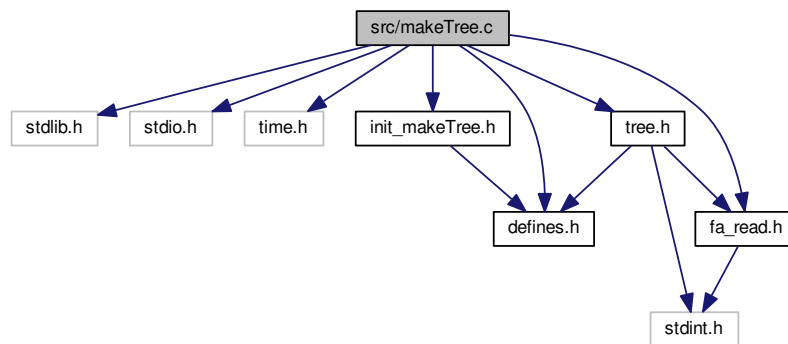 src/makeTree.c
stdlib.h
stdio.h
time.h
init_makeTree.h
tree.h
defines.h
fa_read.h
stdint.h